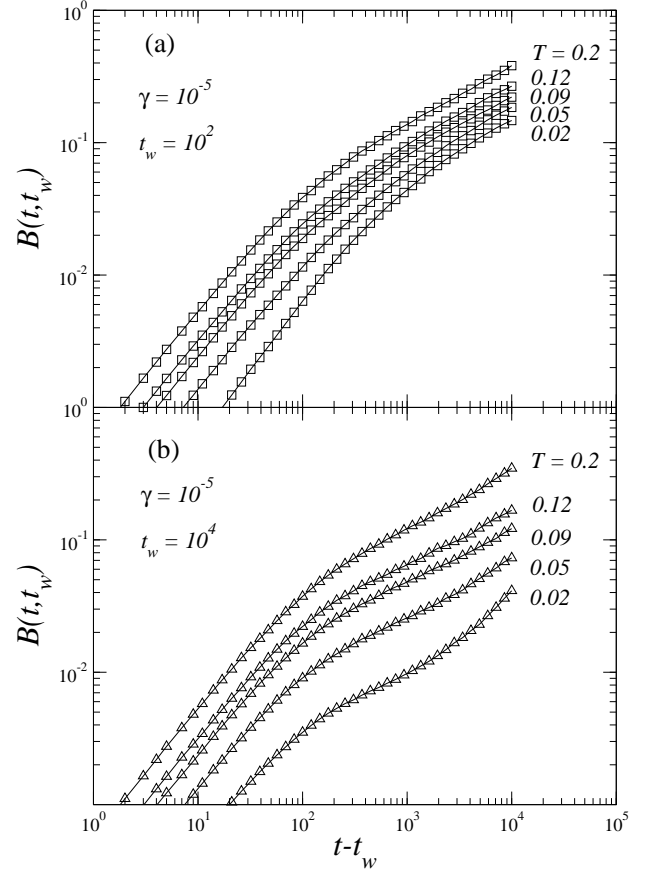 10^0
(a)
T = 0.2
0.12
γ = 10^-5
0.09
10^-1
0.05
t_w = 10^2
0.02
B(t,t_w)
10^-2
10^0
(b)
T = 0.2
γ = 10^-5
0.12
t_w = 10^4
0.09
10^-1
0.05
B(t,t_w)
0.02
10^-2
10^0 10^1 10^2 10^3 10^4 10^5
t-t_w